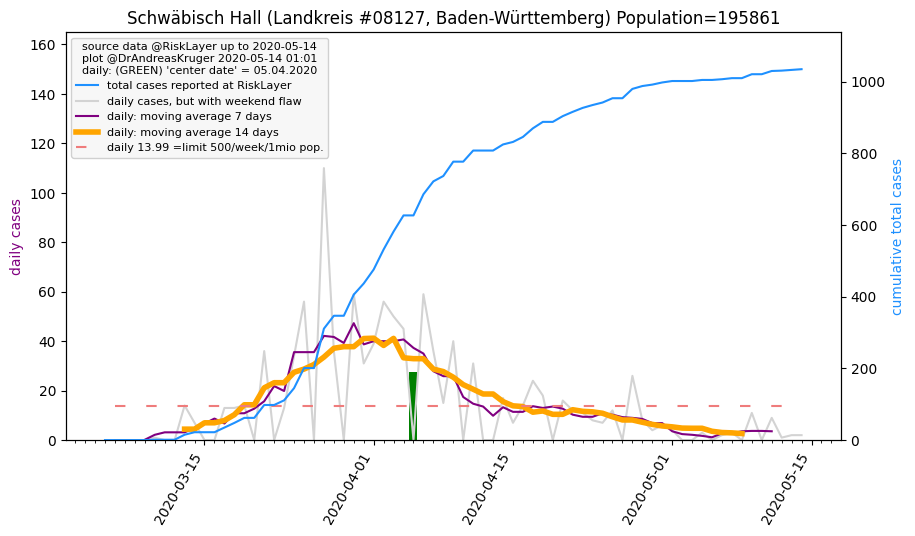 Schwäbisch Hall (Landkreis #08127, Baden-Württemberg) Population=195861
source data @RiskLayer up to 2020-05-14
plot @DrAndreasKruger 2020-05-14 01:01
daily: (GREEN) 'center date' = 05.04.2020
total cases reported at RiskLayer
daily cases, but with weekend flaw
daily: moving average 7 days
daily: moving average 14 days
daily 13.99 =limit 500/week/1mio pop.
daily cases
160
140
120
100
80
60
40
20
0
cumulative total cases
1000
800
600
400
200
0
2020-03-15
2020-04-01
2020-04-15
2020-05-01
2020-05-15